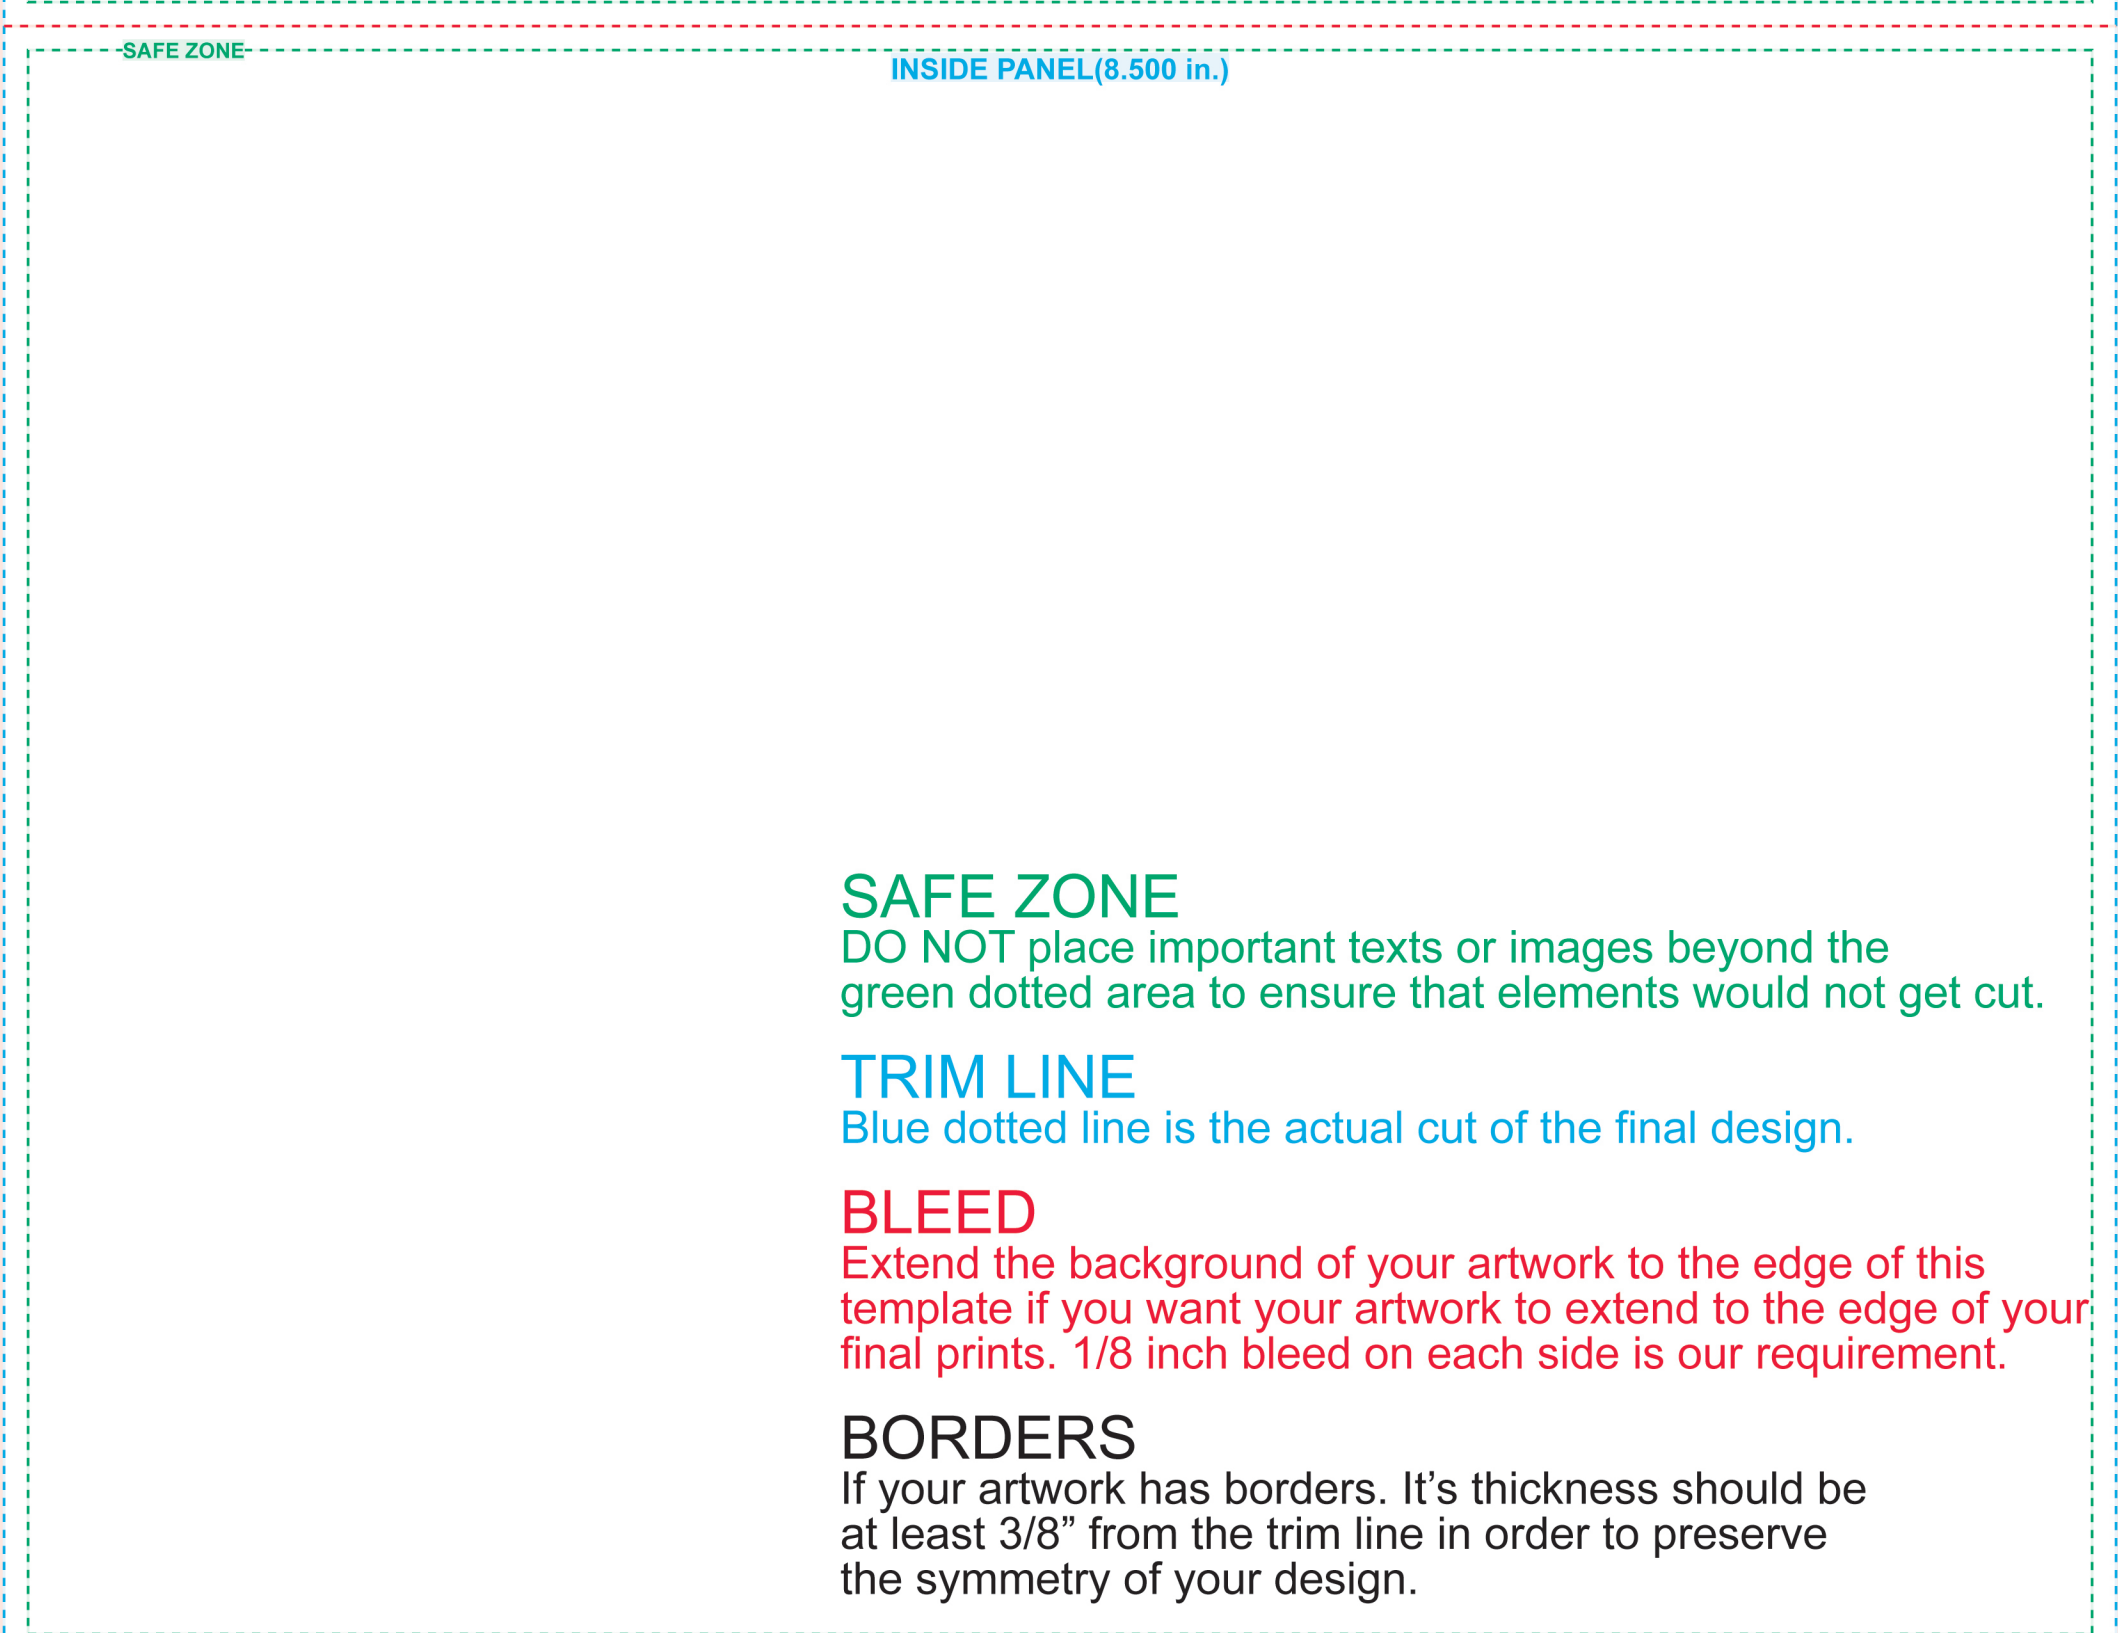 SAFE ZONE
INSIDE PANEL(8.500 in.)
SAFE ZONE
DO NOT place important texts or images beyond the
green dotted area to ensure that elements would not get cut.
TRIM LINE
Blue dotted line is the actual cut of the final design.
BLEED
Extend the background of your artwork to the edge of this
template if you want your artwork to extend to the edge of your
final prints. 1/8 inch bleed on each side is our requirement.
BORDERS
If your artwork has borders. It’s thickness should be
at least 3/8” from the trim line in order to preserve
the symmetry of your design.